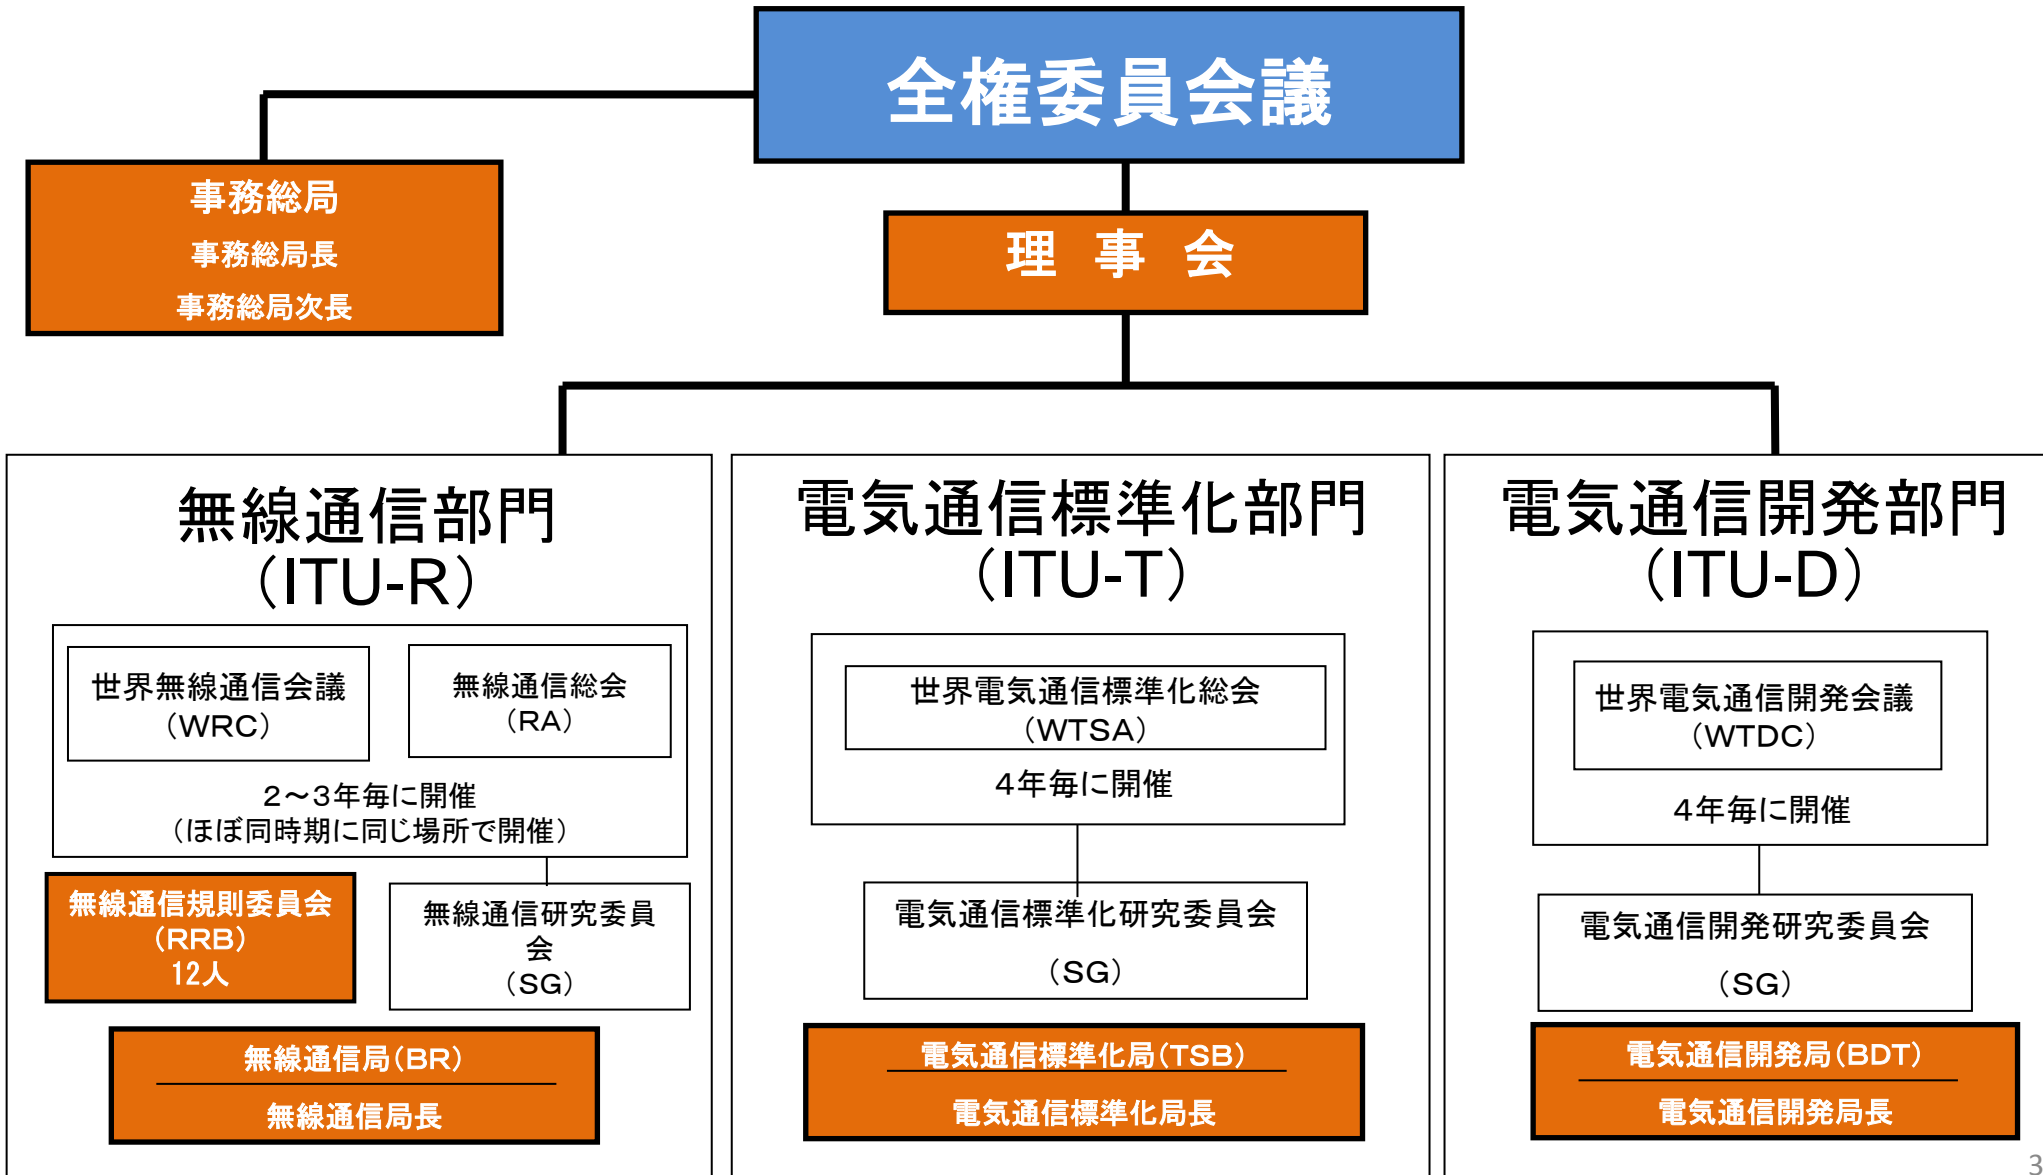 全権委員会議
事務総局
事務総局長
事務総局次長
理　事　会
無線通信部門
（ITU-R）
世界無線通信会議
（WRC）
無線通信総会
（RA）
２～３年毎に開催
（ほぼ同時期に同じ場所で開催）
無線通信規則委員会
（RRB）
12人
無線通信研究委員
会
（SG）
無線通信局（BR）
無線通信局長
電気通信標準化部門
（ITU-T）
世界電気通信標準化総会
（WTSA）
４年毎に開催
電気通信標準化研究委員会
（SG）
電気通信標準化局（TSB）
電気通信標準化局長
電気通信開発部門
（ITU-D）
世界電気通信開発会議
（WTDC）
４年毎に開催
電気通信開発研究委員会
（SG）
電気通信開発局（BDT）
電気通信開発局長
3